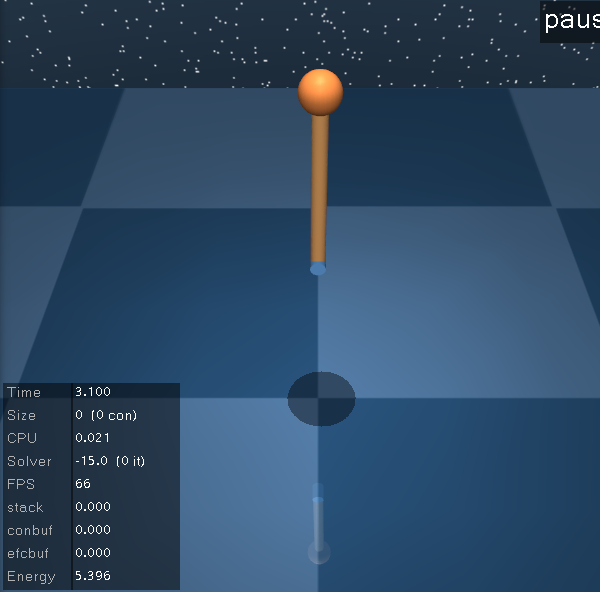 paus
Time 3.100
Size 0 (0 con)
CPU 0.021
Solver -15.0 (0 it)
FPS 66
stack 0.000
conbuf 0.000
efcbuf 0.000
Energy 5.396